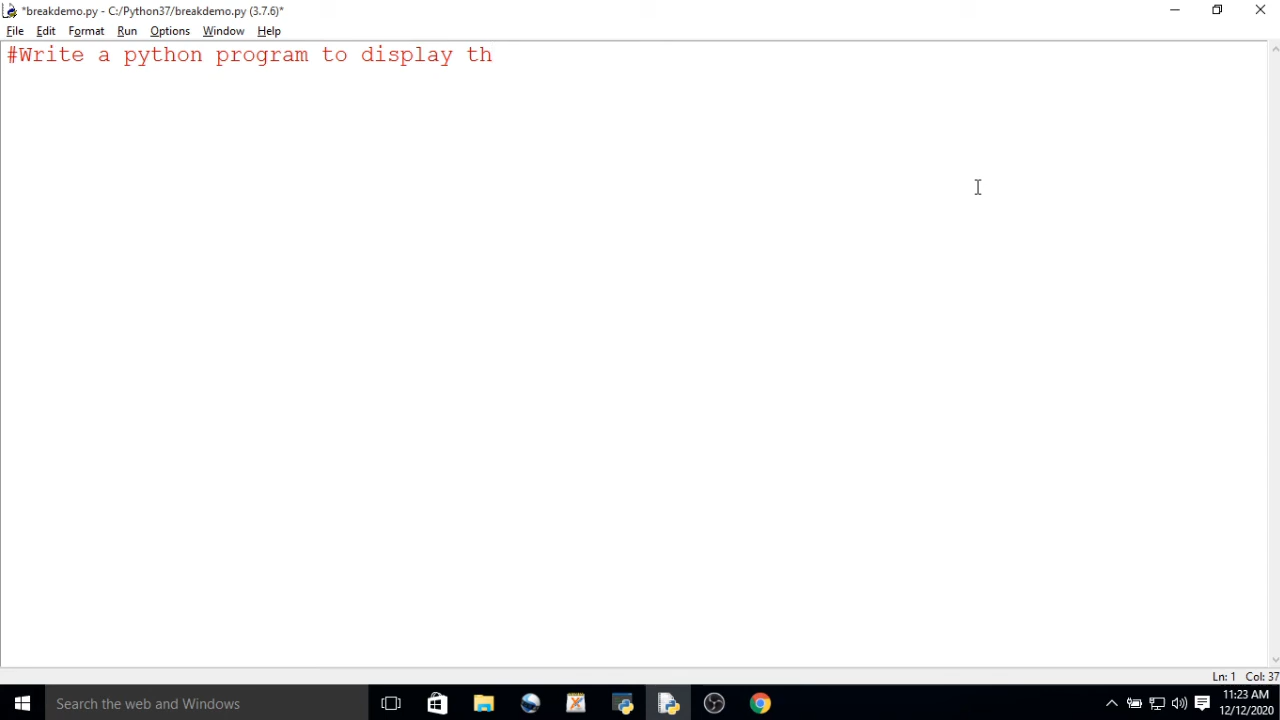 *breakdemo.py - C:/Python37/breakdemo.py (3.7.6)*
File Edit Format Run Options Window Help
#Write a python program to display th
Ln: 1 Col: 37
Search the web and Windows
11:23 AM
12/12/2020